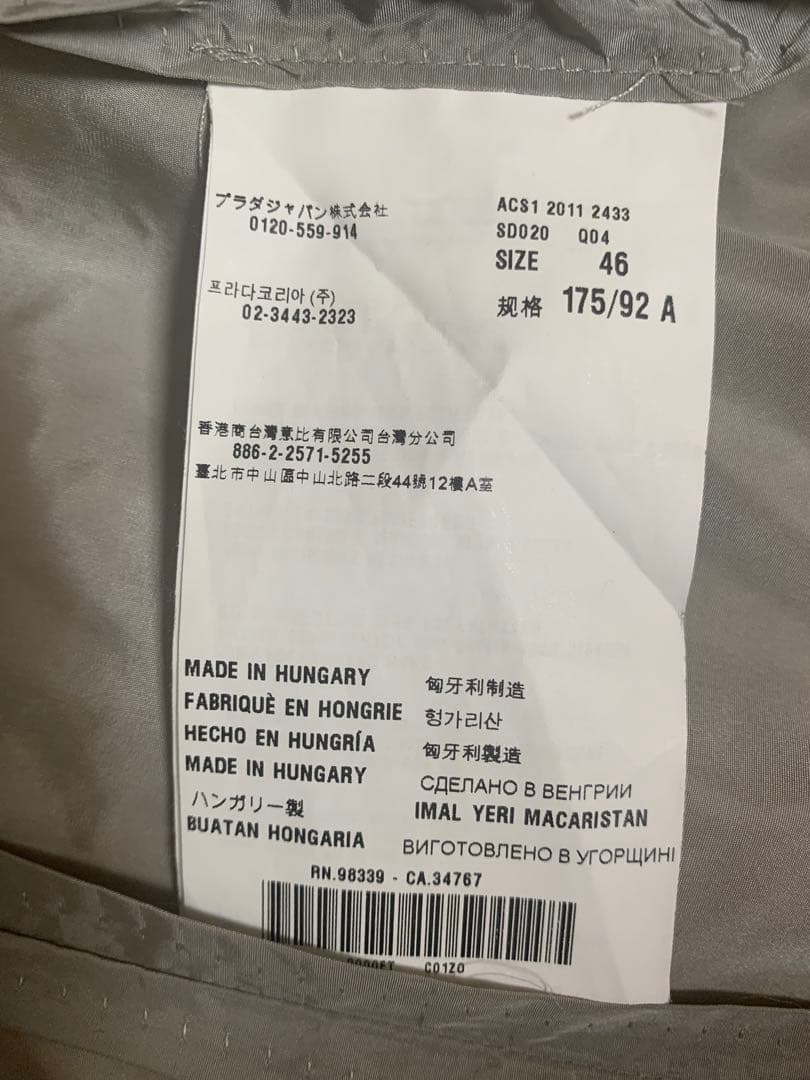 プラダジャパン株式会社
0120-559-914
프라다코리아 (주)
02-3443-2323
香港商台灣意比有限公司台灣分公司
886-2-2571-5255
臺北市中山區中山北路二段44號12樓A室
ACS1 2011 2433
SD020 Q04
SIZE 46
规格 175/92 A
MADE IN HUNGARY
FABRIQUÈ EN HONGRIE
HECHO EN HUNGRÍA
MADE IN HUNGARY
ハンガリー製
BUATAN HONGARIA
匈牙利制造
헝가리산
匈牙利製造
СДЕЛАНО В ВЕНГРИИ
IMAL YERI MACARISTAN
ВИГОТОВЛЕНО В УГОРЩИНІ
RN.98339 - CA.34767
C01Z0